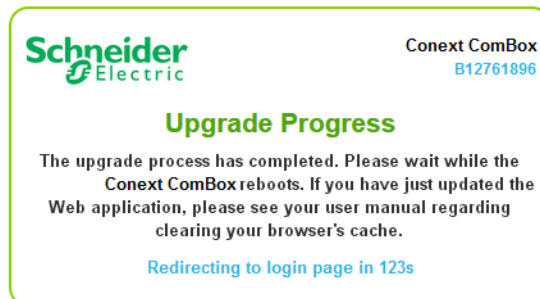 Schneider
Electric
Conext ComBox
B12761896
Upgrade Progress
The upgrade process has completed. Please wait while the
Conext ComBox reboots. If you have just updated the
Web application, please see your user manual regarding
clearing your browser's cache.
Redirecting to login page in 123s